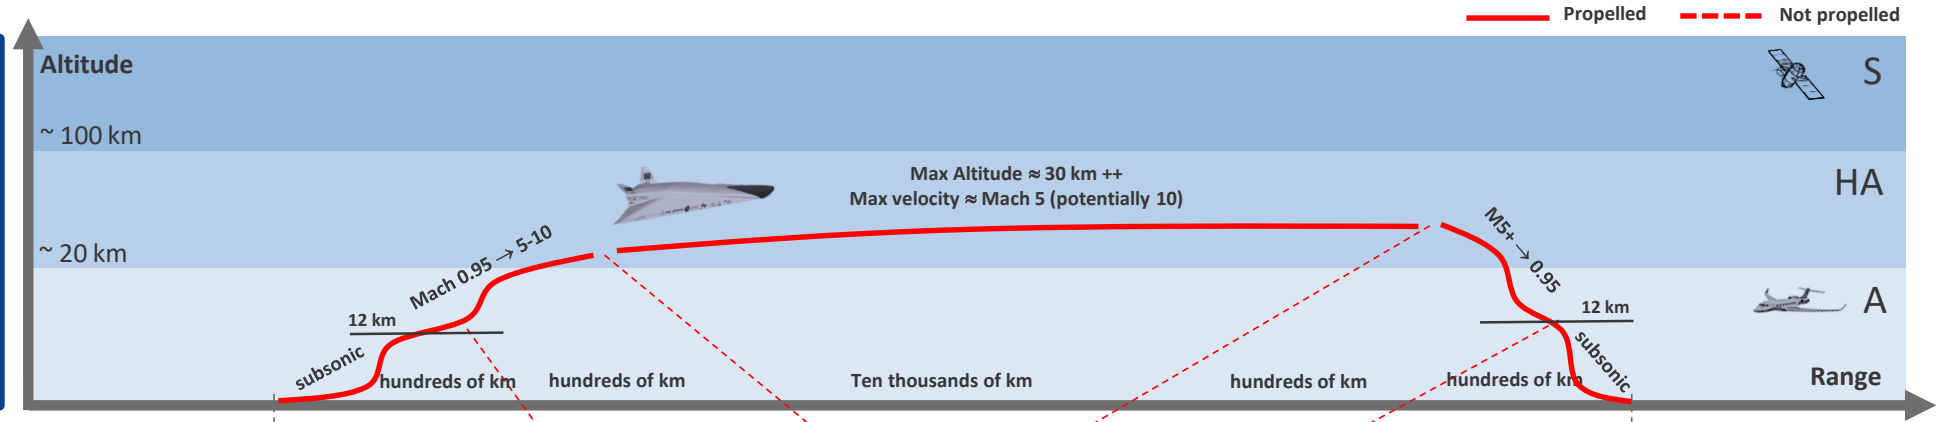 Propelled
Not propelled
Altitude
S
~ 100 km
Max Altitude ≈ 30 km ++
Max velocity ≈ Mach 5 (potentially 10)
HA
~ 20 km
Mach 0.95 → 5-10
M5+ → 0.95
12 km
12 km
A
subsonic
subsonic
hundreds of km
hundreds of km
Ten thousands of km
hundreds of km
hundreds of km
Range